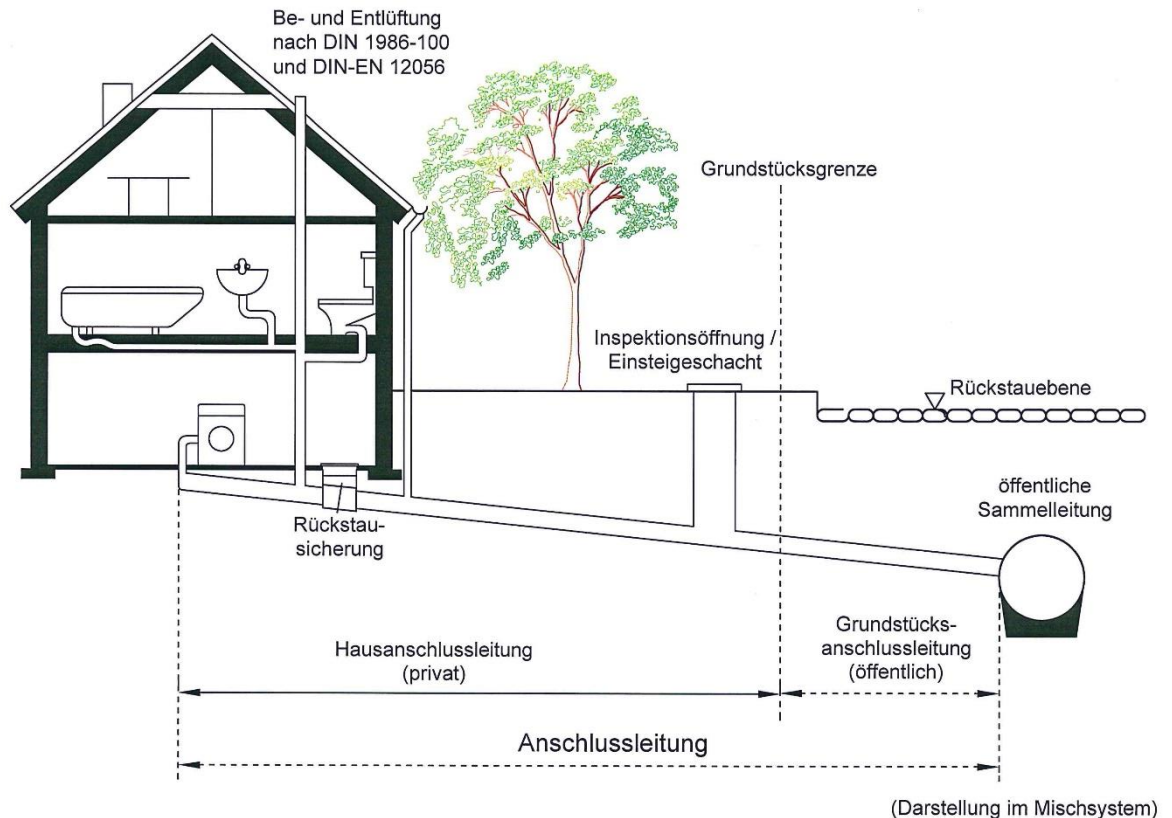 Be- und Entlüftung
nach DIN 1986-100
und DIN-EN 12056
Grundstücksgrenze
Inspektionsöffnung /
Einsteigeschacht
Rückstauebene
öffentliche
Sammelleitung
Rückstau-
sicherung
Hausanschlussleitung
(privat)
Grundstücks-
anschlussleitung
(öffentlich)
Anschlussleitung
(Darstellung im Mischsystem)